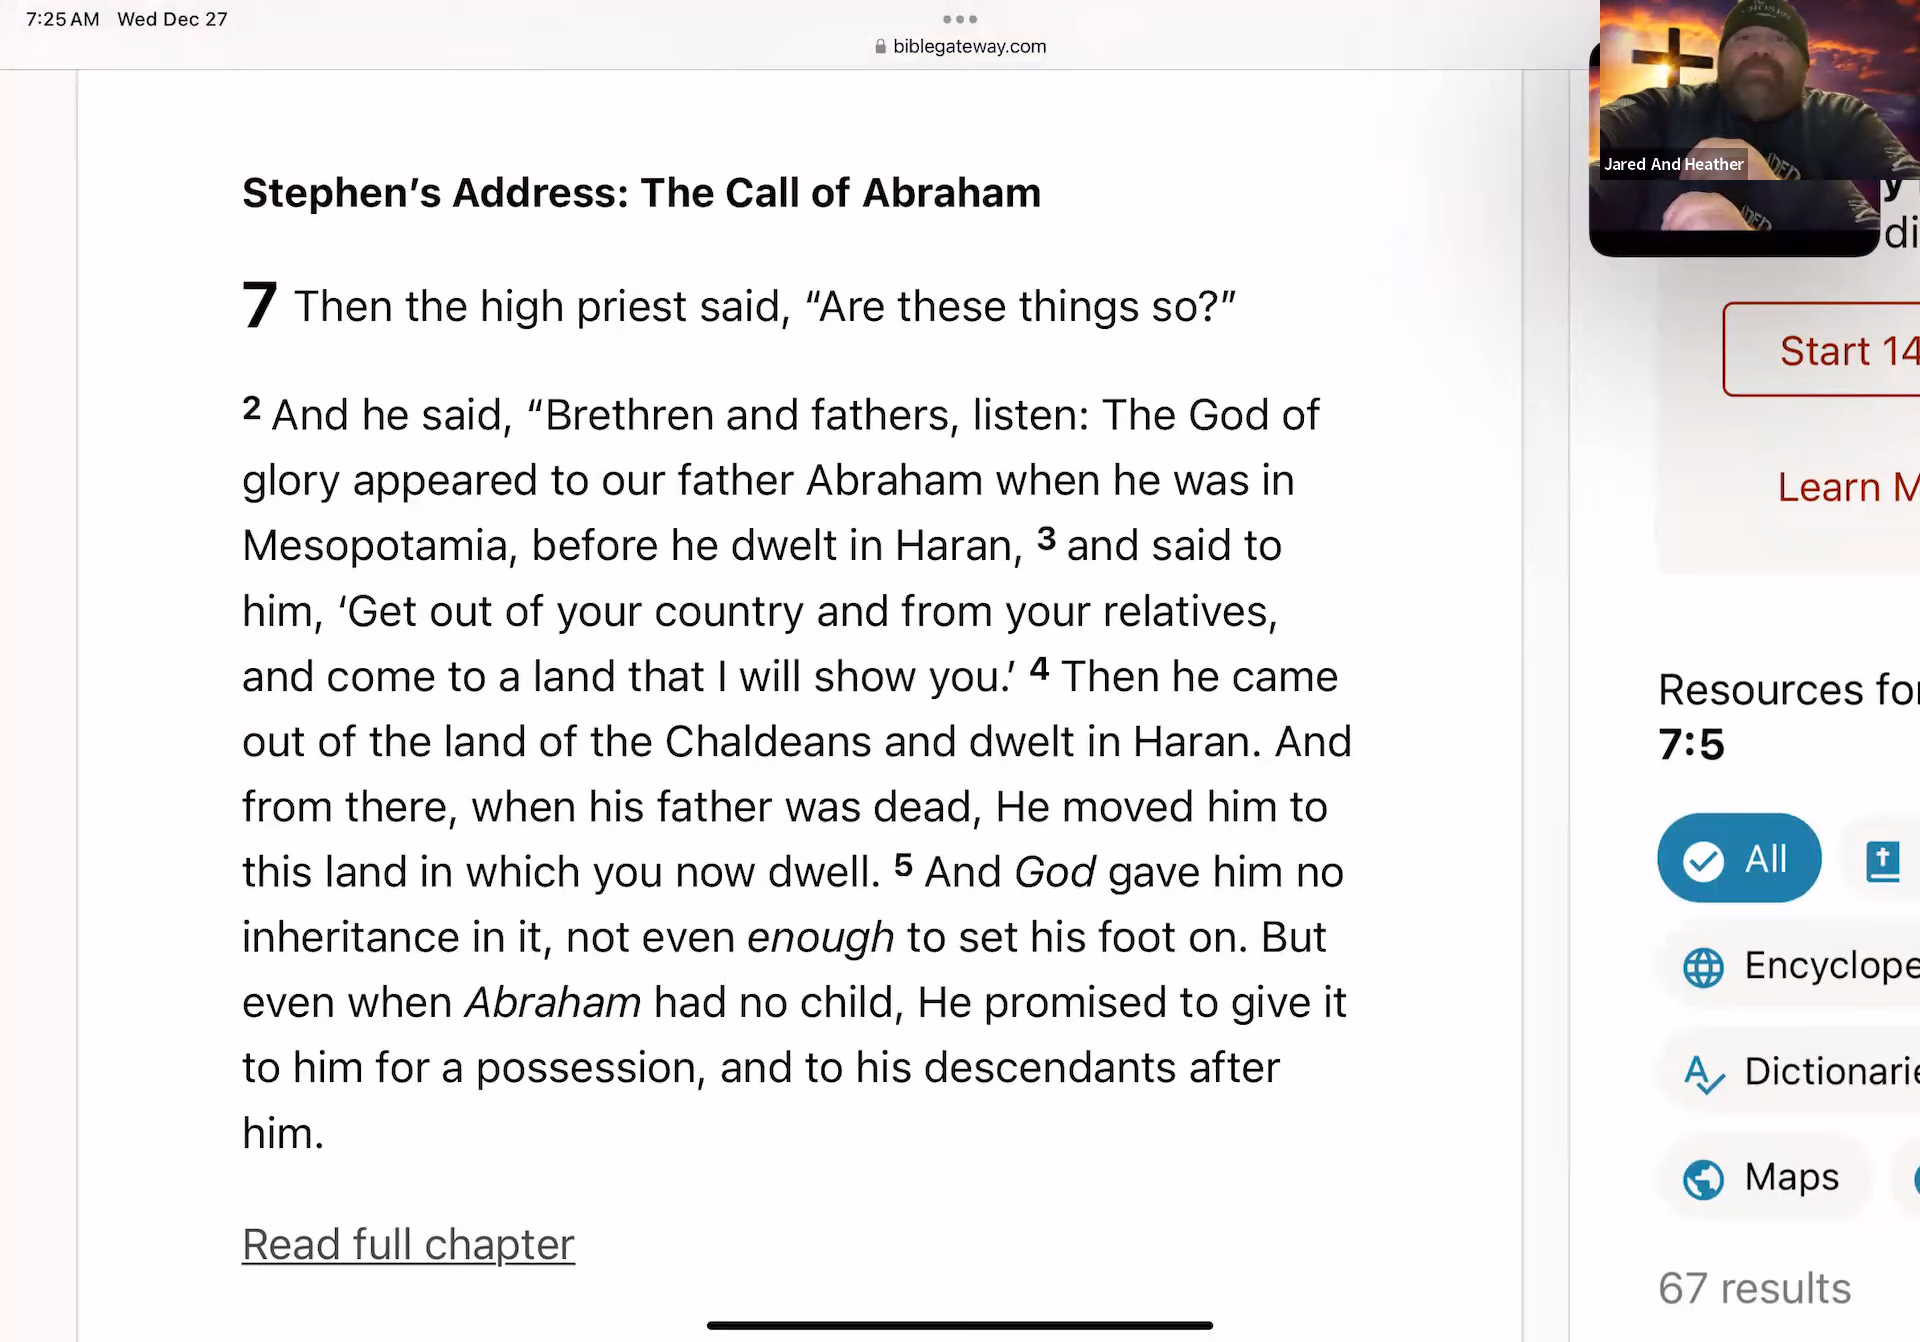 7:25 AM Wed Dec 27
biblegateway.com
Jared And Heather
Stephen’s Address: The Call of Abraham
7 Then the high priest said, “Are these things so?”
2 And he said, “Brethren and fathers, listen: The God of
glory appeared to our father Abraham when he was in
Mesopotamia, before he dwelt in Haran, 3 and said to
him, ‘Get out of your country and from your relatives,
and come to a land that I will show you.’ 4 Then he came
out of the land of the Chaldeans and dwelt in Haran. And
from there, when his father was dead, He moved him to
this land in which you now dwell. 5 And God gave him no
inheritance in it, not even enough to set his foot on. But
even when Abraham had no child, He promised to give it
to him for a possession, and to his descendants after
him.
Read full chapter
di
Start 14
Learn M
Resources for
7:5
All
Encyclope
Dictionarie
Maps
67 results